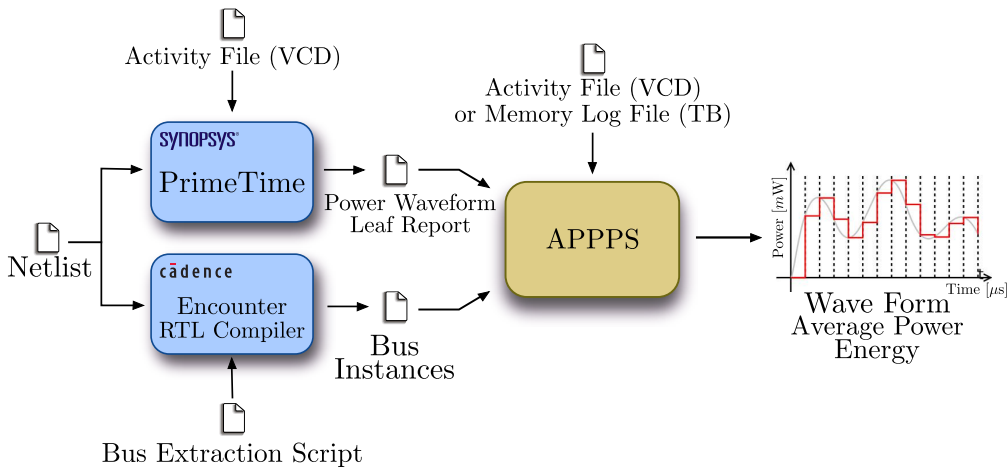 Activity File (VCD)
SYNOPSYS®
PrimeTime
Netlist
cādence
Encounter
RTL Compiler
Bus Extraction Script
Power Waveform
Leaf Report
Bus
Instances
Activity File (VCD)
or Memory Log File (TB)
APPPS
Power [mW]
Time [µs]
Wave Form
Average Power
Energy